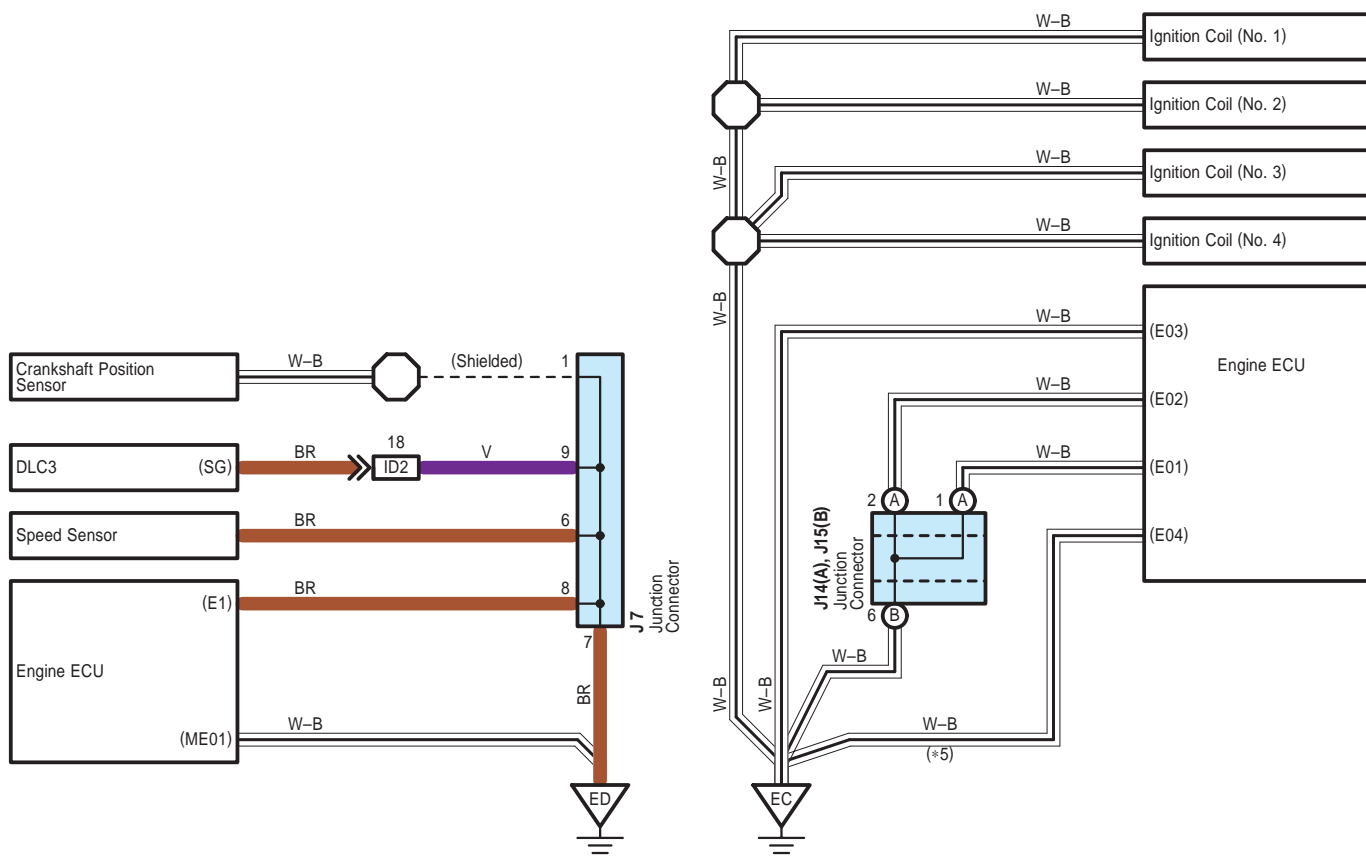 W–B
Ignition Coil (No. 1)
W–B
Ignition Coil (No. 2)
W–B
W–B
Ignition Coil (No. 3)
W–B
Ignition Coil (No. 4)
W–B
W–B
(E03)
Engine ECU
W–B
(E02)
W–B
(E01)
2 A
1 A
J14(A), J15(B)
Junction
Connector
(E04)
6 B
W–B
W–B
W–B
W–B
(∗5)
EC
Crankshaft Position
Sensor
W–B
(Shielded)
1
DLC3
(SG)
BR
18
ID2
V
9
Speed Sensor
BR
6
(E1)
BR
8
J 7
Junction
Connector
7
Engine ECU
BR
(ME01)
W–B
ED